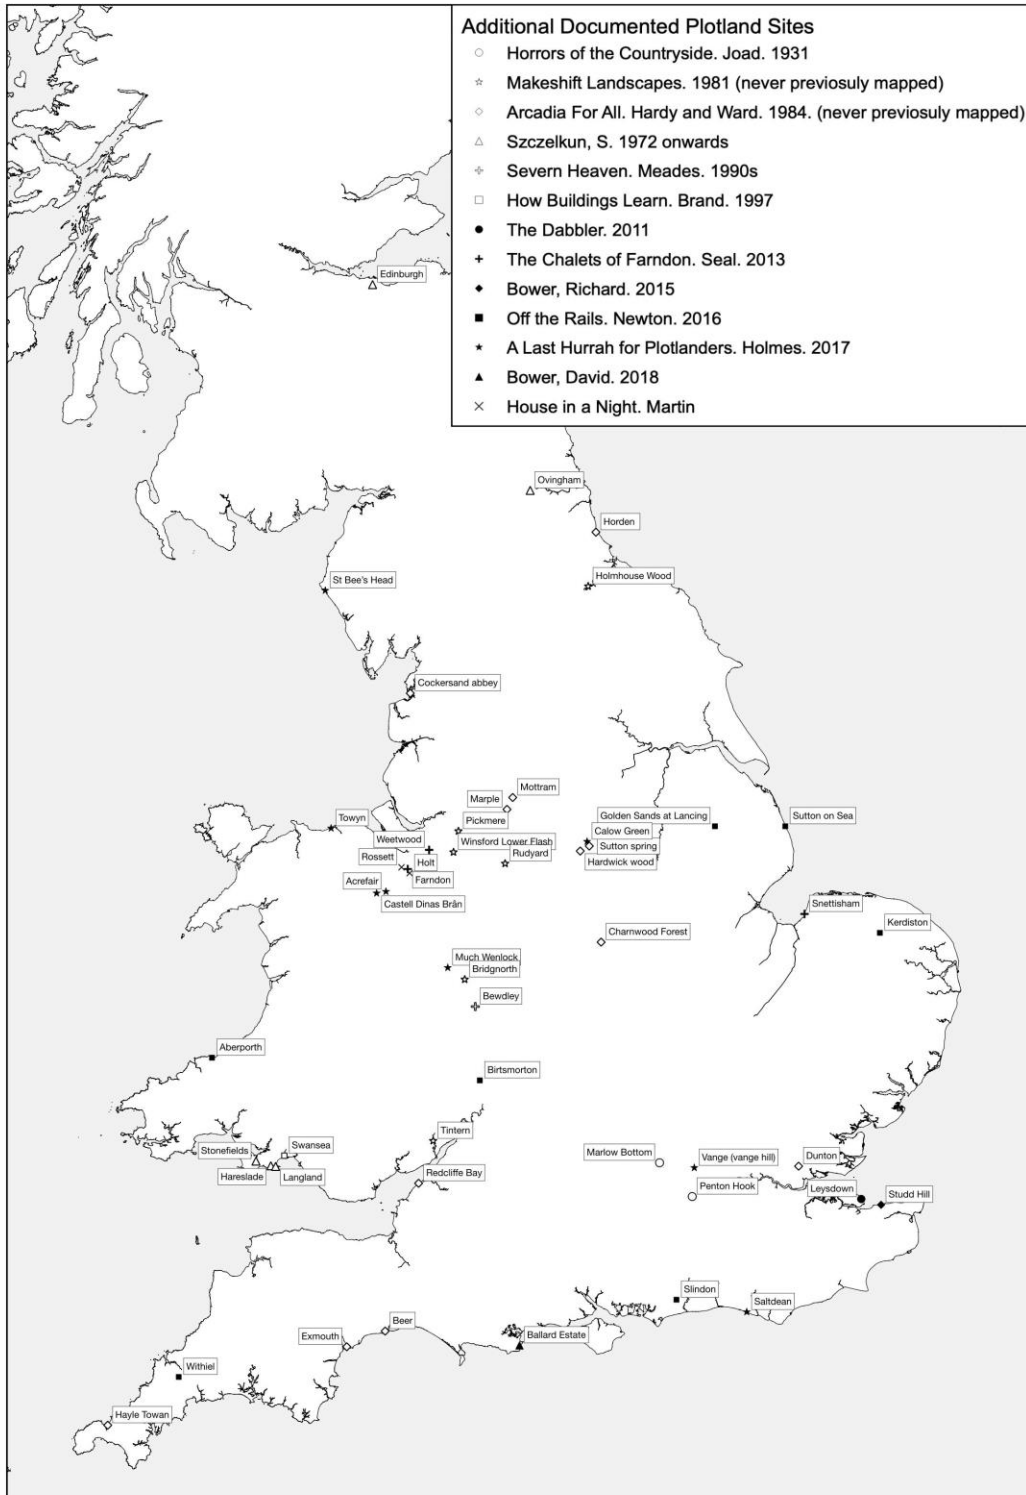 Additional Documented Plotland Sites
Horrors of the Countryside. Joad. 1931
Makeshift Landscapes. 1981 (never previosuly mapped)
Arcadia For All. Hardy and Ward. 1984. (never previosuly mapped)
Szczelkun, S. 1972 onwards
Severn Heaven. Meades. 1990s
How Buildings Learn. Brand. 1997
The Dabbler. 2011
The Chalets of Farndon. Seal. 2013
Bower, Richard. 2015
Off the Rails. Newton. 2016
A Last Hurrah for Plotlanders. Holmes. 2017
Bower, David. 2018
House in a Night. Martin
Edinburgh
Ovingham
Horden
St Bee's Head
Holmhouse Wood
Cockersand abbey
Mottram
Marple
Pickmere
Golden Sands at Lancing
Sutton on Sea
Towyn
Calow Green
Weetwood
Winsford Lower Flash
Sutton spring
Rossett
Holt
Rudyard
Hardwick wood
Farndon
Acrefair
Castell Dinas Brân
Snettisham
Kerdiston
Charnwood Forest
Much Wenlock
Bridgnorth
Bewdley
Aberporth
Birtsmorton
Tintern
Stonefields
Swansea
Marlow Bottom
Vange (vange hill)
Dunton
Hareslade
Langland
Redcliffe Bay
Penton Hook
Leysdown
Studd Hill
Slindon
Saltdean
Exmouth
Beer
Ballard Estate
Withiel
Hayle Towan